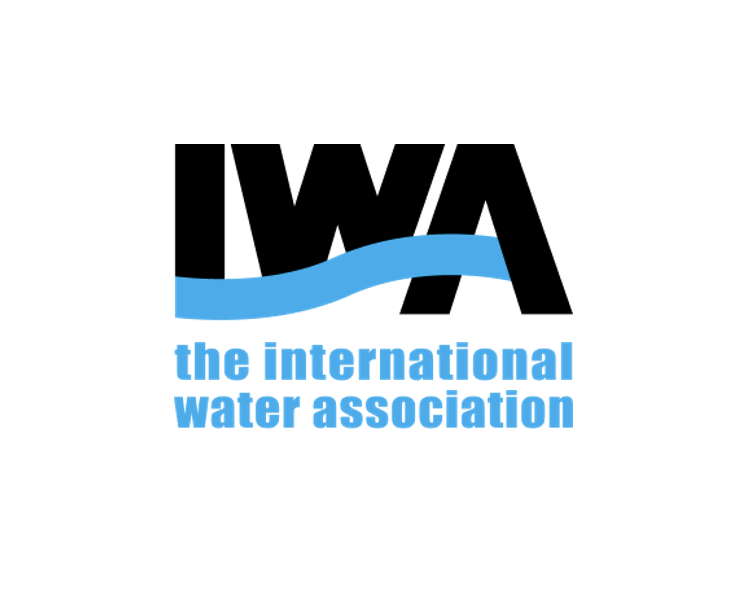 IWA
the international
water association